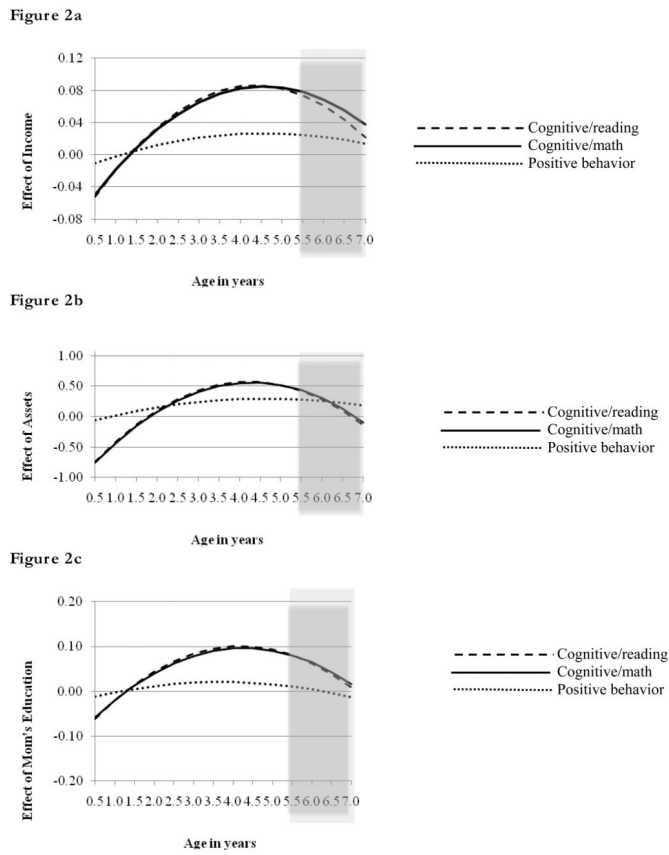 Figure 2a
0.12
0.08
0.04
0.00
-0.04
-0.08
Effect of Income
0.5 1.0 1.5 2.0 2.5 3.0 3.5 4.0 4.5 5.0 5.5 6.0 6.5 7.0
Age in years
Cognitive/reading
Cognitive/math
Positive behavior
Figure 2b
1.00
0.50
0.00
-0.50
-1.00
Effect of Assets
0.5 1.0 1.5 2.0 2.5 3.0 3.5 4.0 4.5 5.0 5.5 6.0 6.5 7.0
Age in years
Cognitive/reading
Cognitive/math
Positive behavior
Figure 2c
0.20
0.10
0.00
-0.10
-0.20
Effect of Mom's Education
0.5 1.0 1.5 2.0 2.5 3.0 3.5 4.0 4.5 5.0 5.5 6.0 6.5 7.0
Age in years
Cognitive/reading
Cognitive/math
Positive behavior